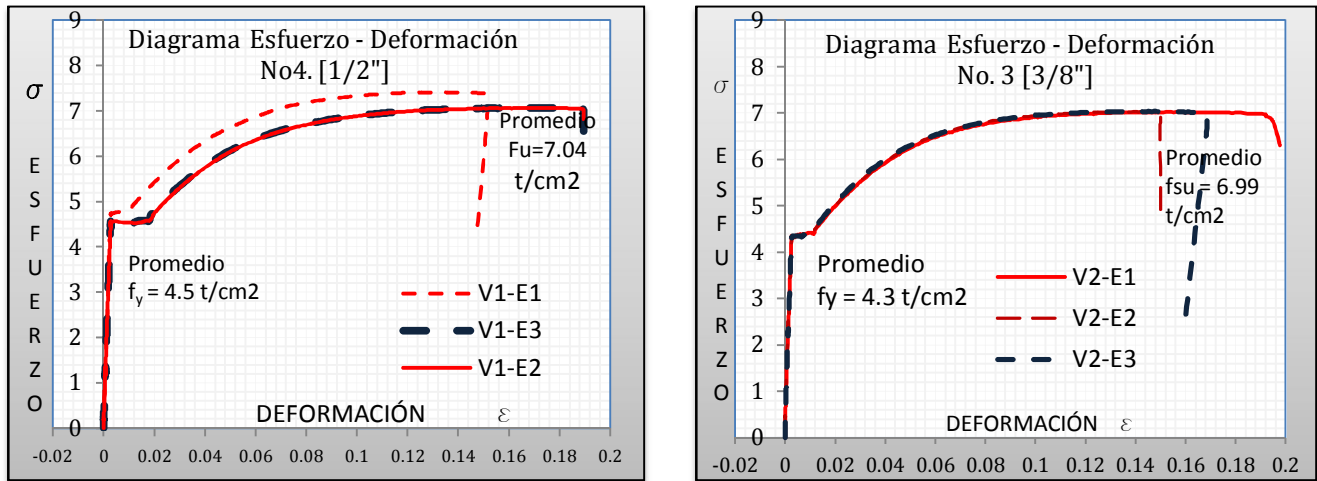 Diagrama Esfuerzo - Deformación
No4. [1/2"]
9
8
7
6
5
4
3
2
1
0
σ
E
S
F
U
E
R
Z
O
Promedio
Fu=7.04
t/cm2
Promedio
fy = 4.5 t/cm2
V1-E1
V1-E3
V1-E2
DEFORMACIÓN ε
-0.02 0 0.02 0.04 0.06 0.08 0.1 0.12 0.14 0.16 0.18 0.2
Diagrama Esfuerzo - Deformación
No. 3 [3/8"]
9
8
7
6
5
4
3
2
1
0
σ
E
S
F
U
E
R
Z
O
Promedio
fsu = 6.99
t/cm2
Promedio
fy = 4.3 t/cm2
V2-E1
V2-E2
V2-E3
DEFORMACIÓN ε
-0.02 0 0.02 0.04 0.06 0.08 0.1 0.12 0.14 0.16 0.18 0.2